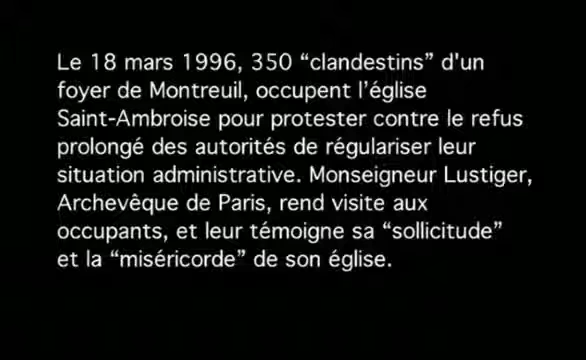 Le 18 mars 1996, 350 “clandestins” d'un
foyer de Montreuil, occupent l’église
Saint-Ambroise pour protester contre le refus
prolongé des autorités de régulariser leur
situation administrative. Monseigneur Lustiger,
Archevêque de Paris, rend visite aux
occupants, et leur témoigne sa “sollicitude”
et la “miséricorde” de son église.